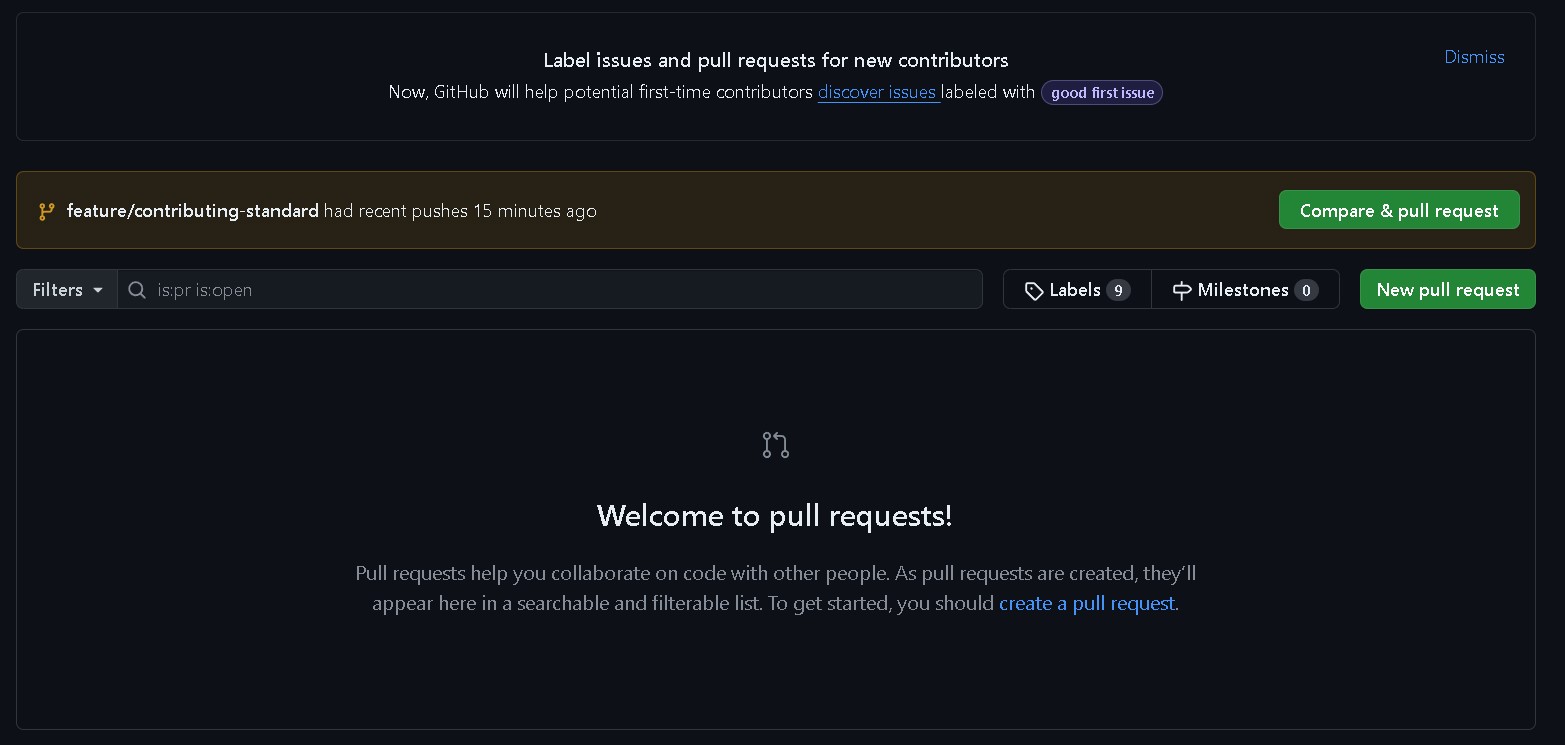 Label issues and pull requests for new contributors
Dismiss
Now, GitHub will help potential first-time contributors discover issues labeled with good first issue
feature/contributing-standard had recent pushes 15 minutes ago
Compare & pull request
Filters
is:pr is:open
Labels 9
Milestones 0
New pull request
Welcome to pull requests!
Pull requests help you collaborate on code with other people. As pull requests are created, they’ll
appear here in a searchable and filterable list. To get started, you should create a pull request.